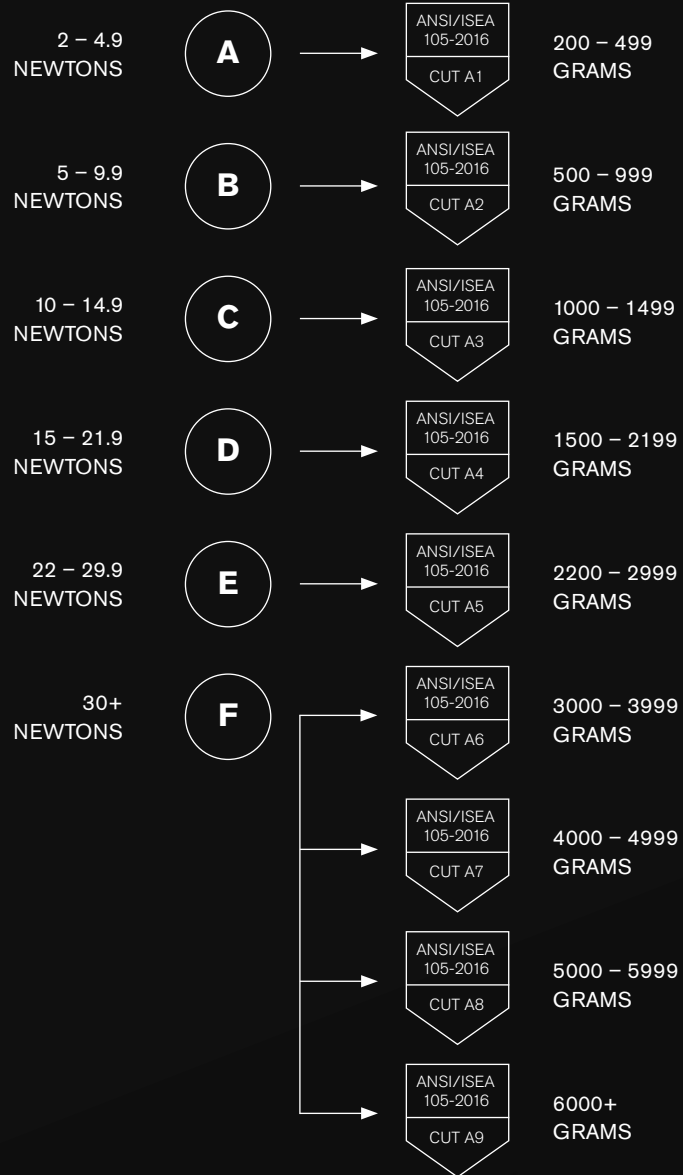 2 – 4.9
NEWTONS
A
ANSI/ISEA
105-2016
CUT A1
200 – 499
GRAMS
5 – 9.9
NEWTONS
B
ANSI/ISEA
105-2016
CUT A2
500 – 999
GRAMS
10 – 14.9
NEWTONS
C
ANSI/ISEA
105-2016
CUT A3
1000 – 1499
GRAMS
15 – 21.9
NEWTONS
D
ANSI/ISEA
105-2016
CUT A4
1500 – 2199
GRAMS
22 – 29.9
NEWTONS
E
ANSI/ISEA
105-2016
CUT A5
2200 – 2999
GRAMS
30+
NEWTONS
F
ANSI/ISEA
105-2016
CUT A6
3000 – 3999
GRAMS
ANSI/ISEA
105-2016
CUT A7
4000 – 4999
GRAMS
ANSI/ISEA
105-2016
CUT A8
5000 – 5999
GRAMS
ANSI/ISEA
105-2016
CUT A9
6000+
GRAMS